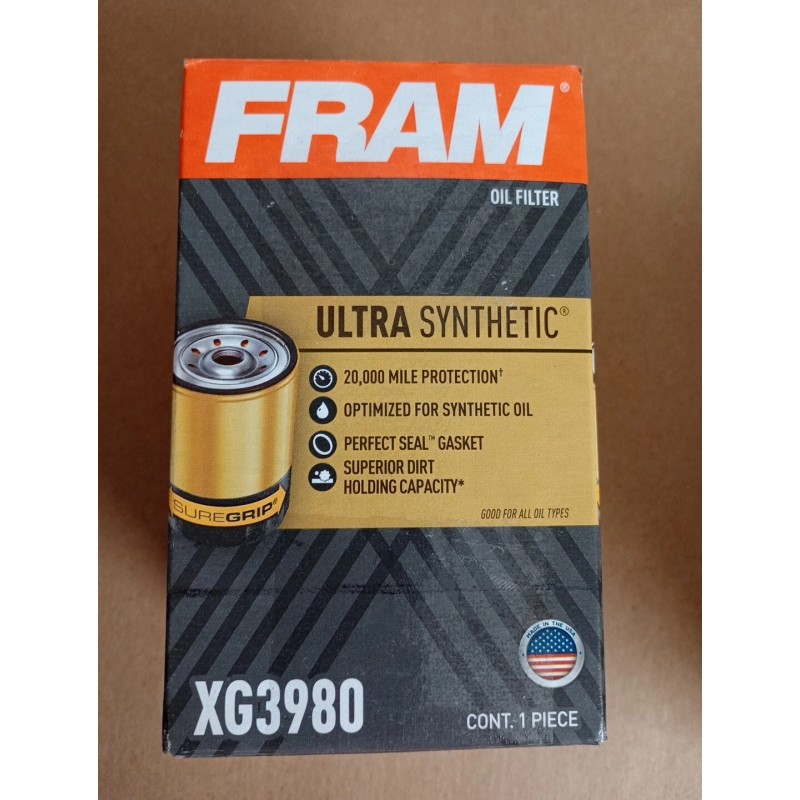 FRAM®
OIL FILTER
ULTRA SYNTHETIC®
20,000 MILE PROTECTION†
OPTIMIZED FOR SYNTHETIC OIL
PERFECT SEAL™ GASKET
SUPERIOR DIRT
HOLDING CAPACITY*
SUREGRIP®
GOOD FOR ALL OIL TYPES
MADE IN THE USA
XG3980
CONT. 1 PIECE